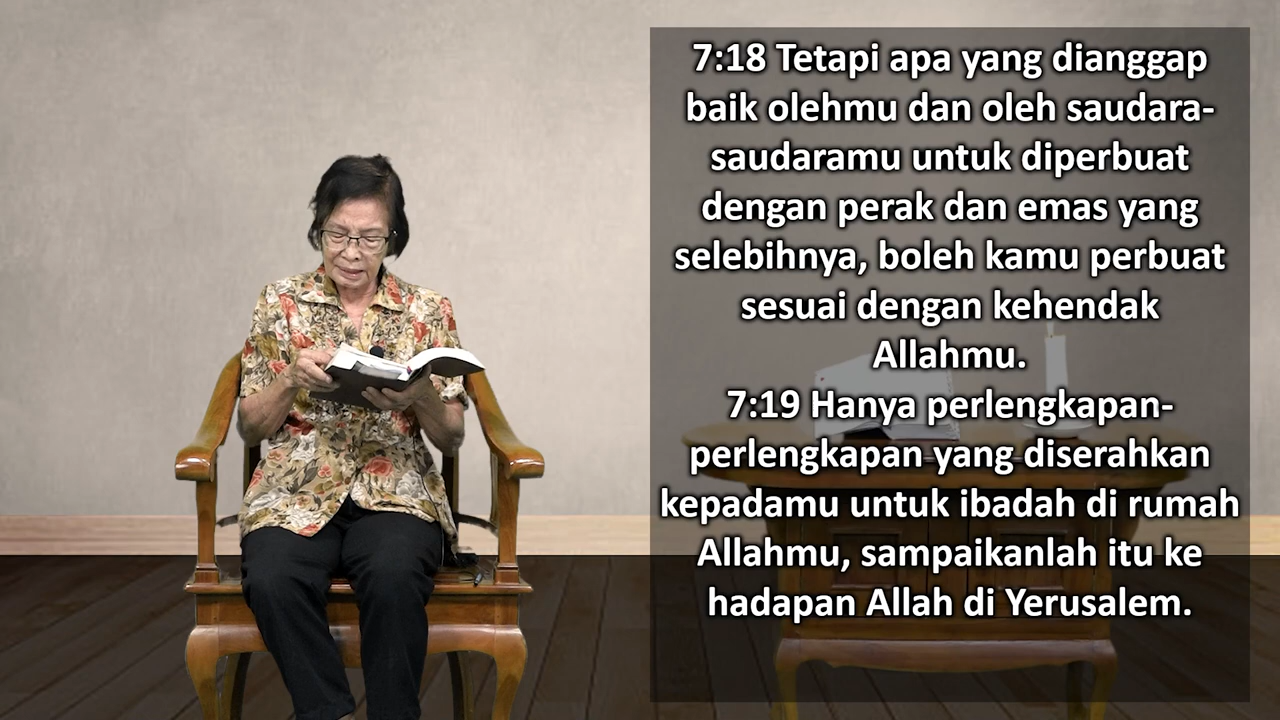 7:18 Tetapi apa yang dianggap
baik olehmu dan oleh saudara-
saudaramu untuk diperbuat
dengan perak dan emas yang
selebihnya, boleh kamu perbuat
sesuai dengan kehendak
Allahmu.
7:19 Hanya perlengkapan-
perlengkapan yang diserahkan
kepadamu untuk ibadah di rumah
Allahmu, sampaikanlah itu ke
hadapan Allah di Yerusalem.